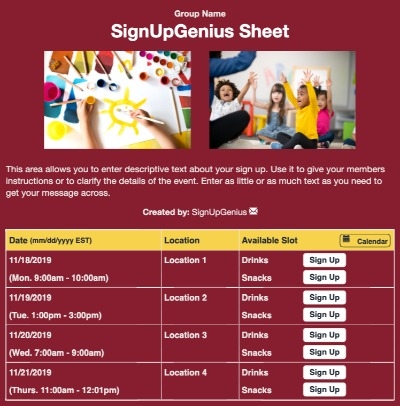 Group Name
SignUpGenius Sheet
This area allows you to enter descriptive text about your sign up. Use it to give your members
instructions or to clarify the details of the event. Enter as little or as much text as you need to
get your message across.
Created by: SignUpGenius
Date (mm/dd/yyyy EST) Location Available Slot Calendar
11/18/2019 Location 1 Drinks Sign Up
(Mon. 9:00am - 10:00am) Snacks Sign Up
11/19/2019 Location 2 Drinks Sign Up
(Tue. 1:00pm - 3:00pm) Snacks Sign Up
11/20/2019 Location 3 Drinks Sign Up
(Wed. 7:00am - 9:00am) Snacks Sign Up
11/21/2019 Location 4 Drinks Sign Up
(Thurs. 11:00am - 12:01pm) Snacks Sign Up